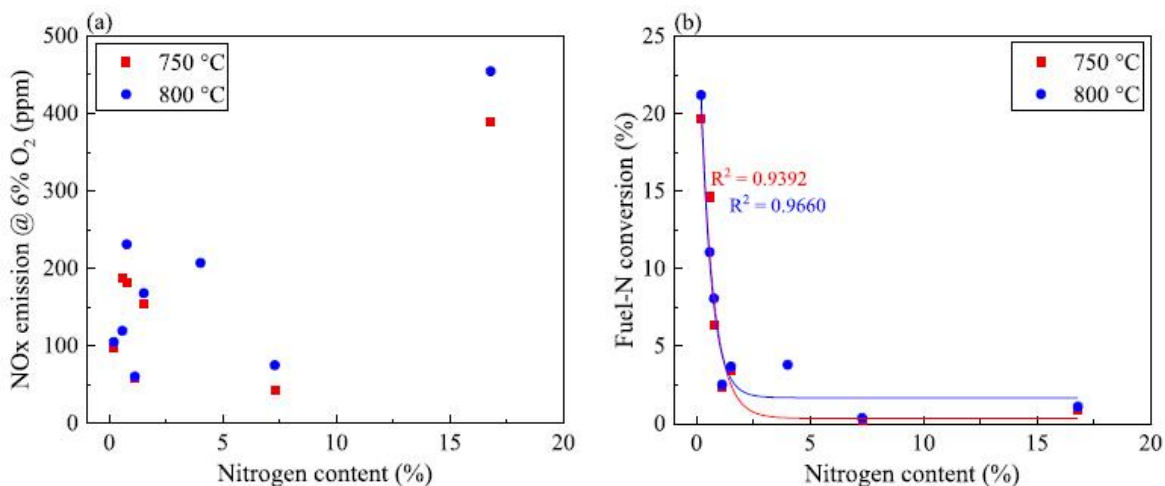 (a)
750 °C
800 °C
500
400
300
200
100
0
NOx emission @ 6% O₂ (ppm)
0
5
10
15
20
Nitrogen content (%)
(b)
750 °C
800 °C
25
20
15
10
5
0
Fuel-N conversion (%)
R² = 0.9392
R² = 0.9660
0
5
10
15
20
Nitrogen content (%)